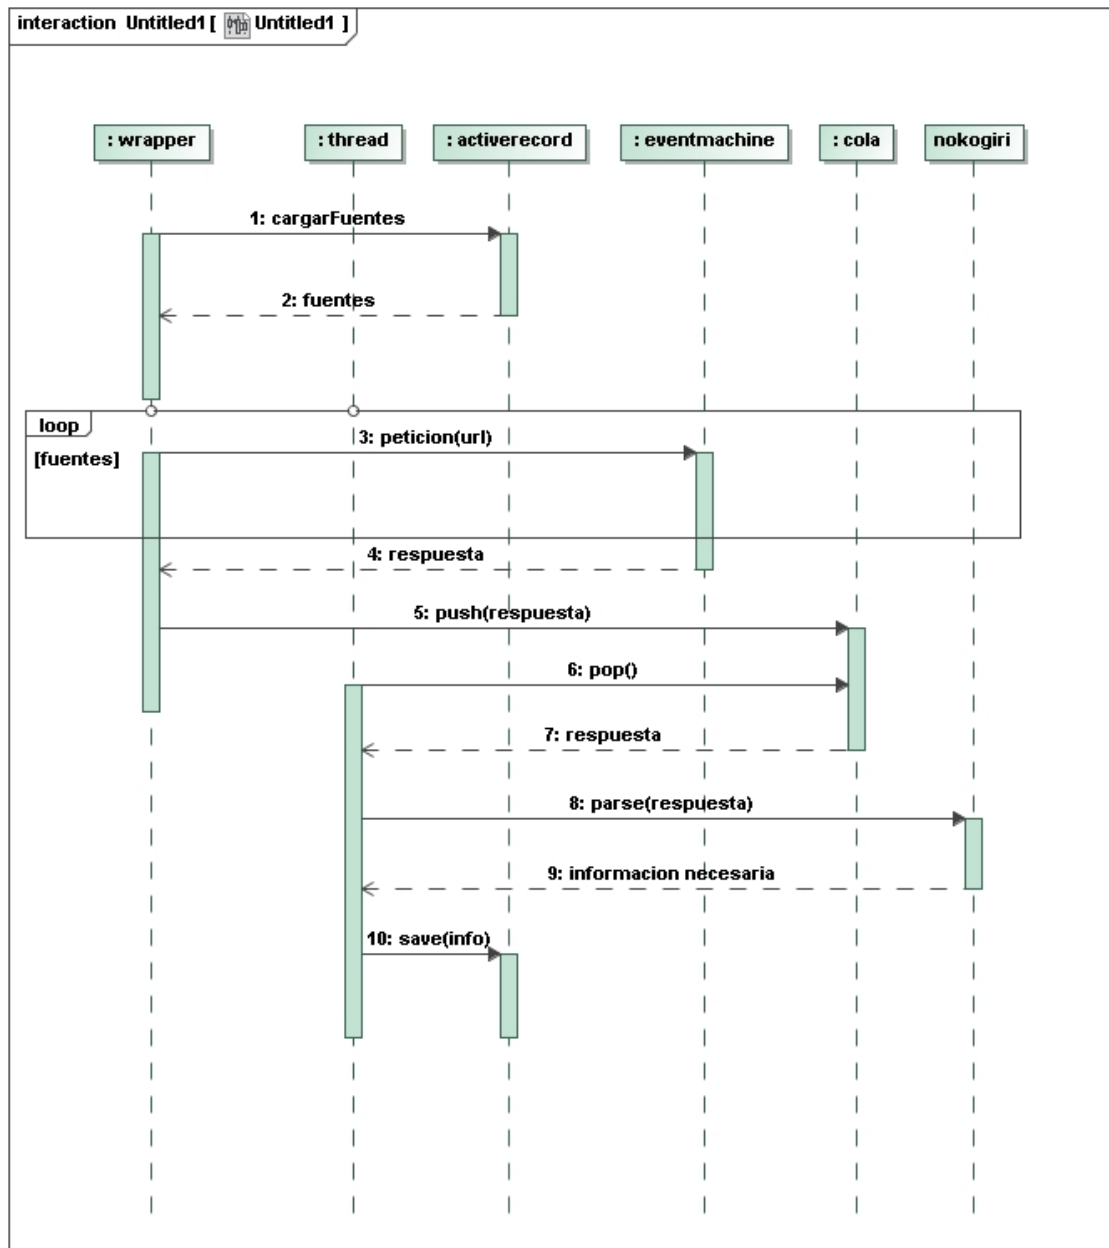 interaction Untitled1 [ Untitled1 ]
: wrapper
: thread
: activerecord
: eventmachine
: cola
nokogiri
1: cargarFuentes
2: fuentes
loop
3: peticion(url)
[fuentes]
4: respuesta
5: push(respuesta)
6: pop()
7: respuesta
8: parse(respuesta)
9: informacion necesaria
10: save(info)